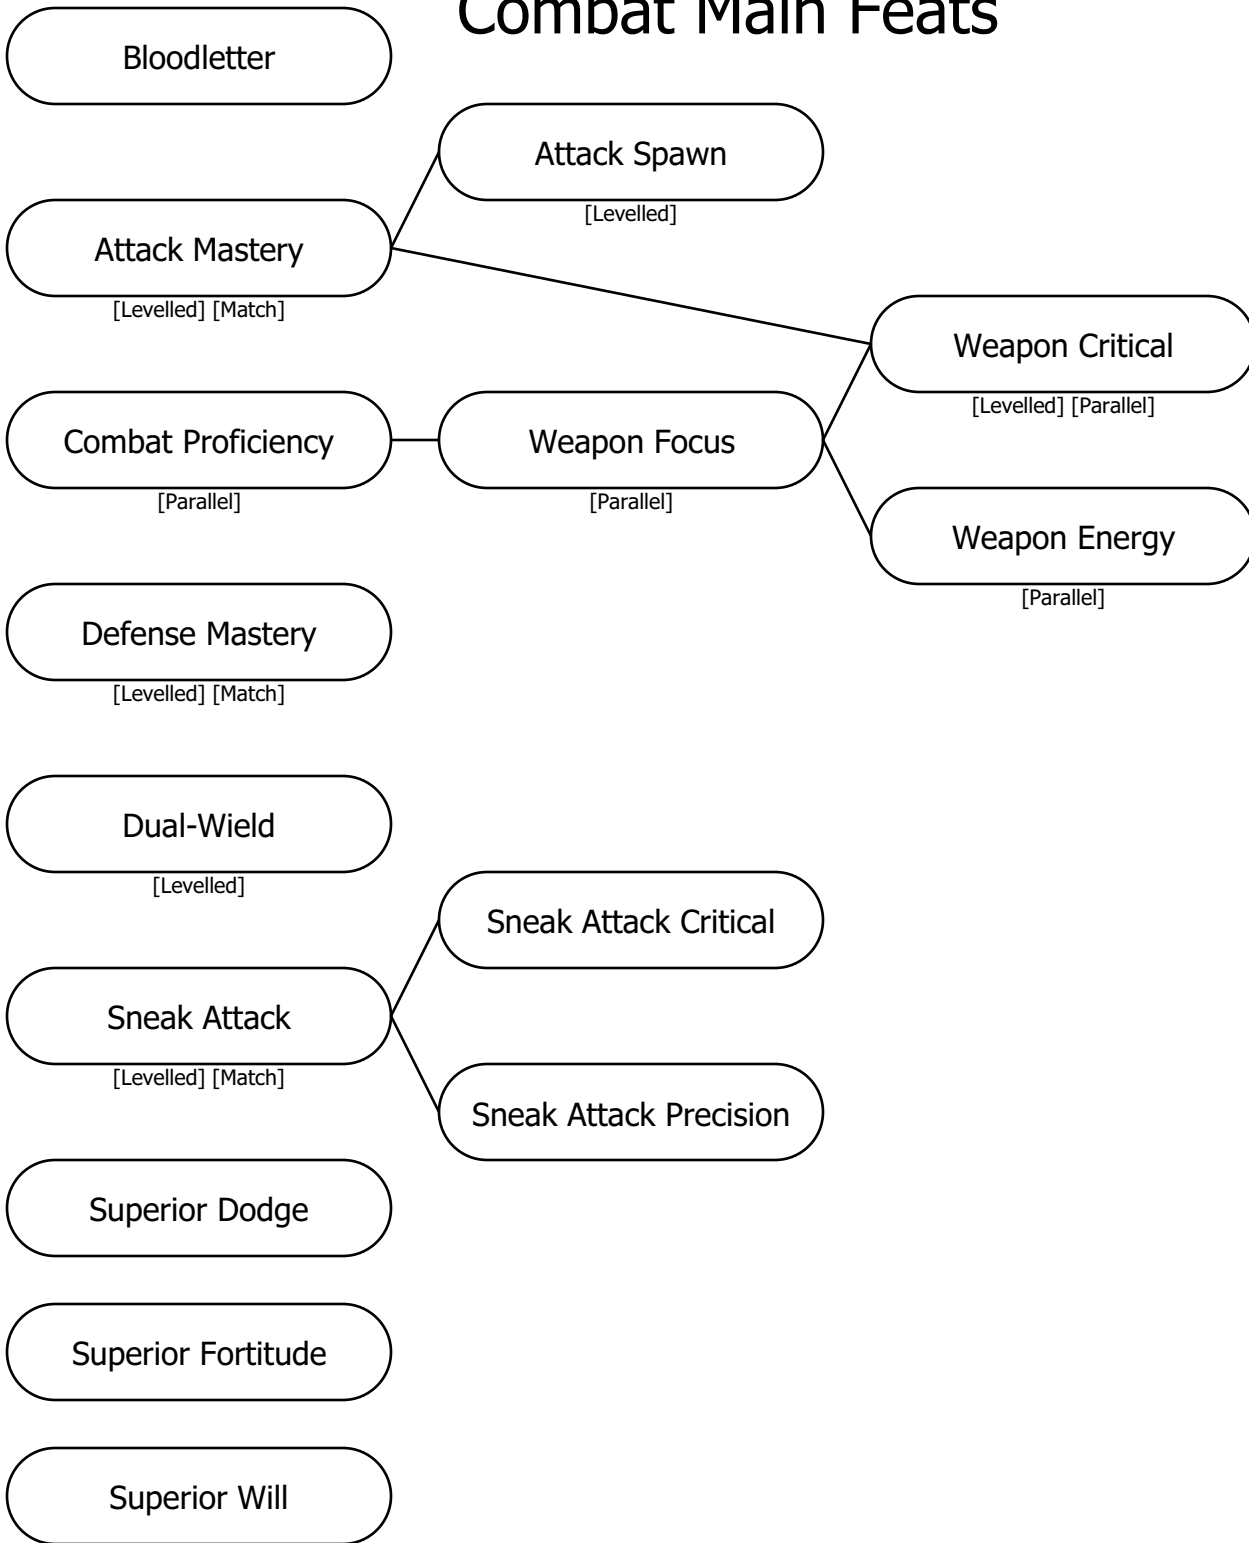 Combat Main Feats
Bloodletter
Attack Spawn
[Levelled]
Attack Mastery
[Levelled] [Match]
Weapon Critical
[Levelled] [Parallel]
Combat Proficiency
[Parallel]
Weapon Focus
[Parallel]
Weapon Energy
[Parallel]
Defense Mastery
[Levelled] [Match]
Dual-Wield
[Levelled]
Sneak Attack Critical
Sneak Attack
[Levelled] [Match]
Sneak Attack Precision
Superior Dodge
Superior Fortitude
Superior Will